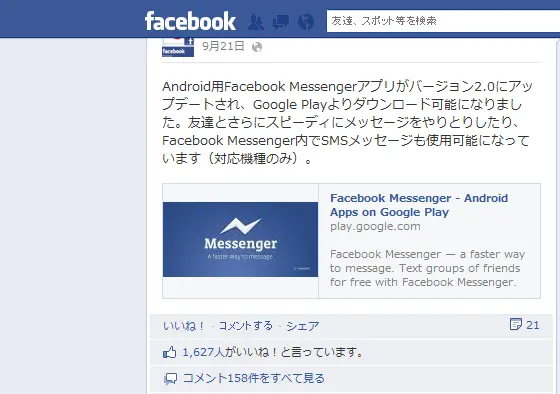 facebook
友達、スポット等を検索
facebook
9月21日
Android用Facebook Messengerアプリがバージョン2.0にアッ
プデートされ、Google Playよりダウンロード可能になりまし
た。友達とさらにスピーディにメッセージをやりとりしたり、
Facebook Messenger内でSMSメッセージも使用可能になって
います（対応機種のみ）。
Messenger
A faster way to message
Facebook Messenger - Android
Apps on Google Play
play.google.com
Facebook Messenger — a faster way
to message. Text groups of friends
for free with Facebook Messenger.
いいね！ · コメントする · シェア
21
1,627人がいいね！と言っています。
コメント158件をすべて見る